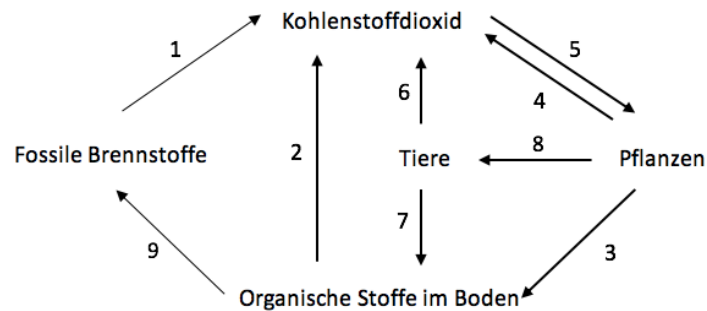 Kohlenstoffdioxid
1
5
6
4
Fossile Brennstoffe
2
Tiere
8
Pflanzen
7
9
3
Organische Stoffe im Boden